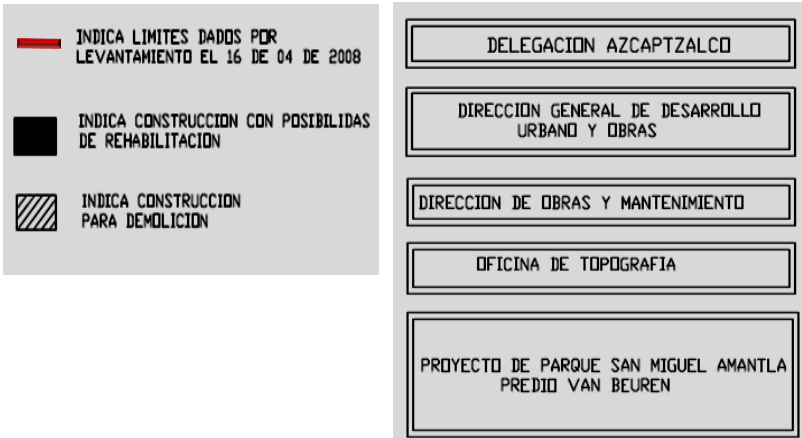 INDICA LIMITES DADOS POR
LEVANTAMIENTO EL 16 DE 04 DE 2008
INDICA CONSTRUCCION CON POSIBILIDAS
DE REHABILITACION
INDICA CONSTRUCCION
PARA DEMOLICION
DELEGACION AZCAPTZALCO
DIRECCION GENERAL DE DESARROLLO
URBANO Y OBRAS
DIRECCION DE OBRAS Y MANTENIMIENTO
OFICINA DE TOPOGRAFIA
PROYECTO DE PARQUE SAN MIGUEL AMANTLA
PREDIO VAN BEUREN